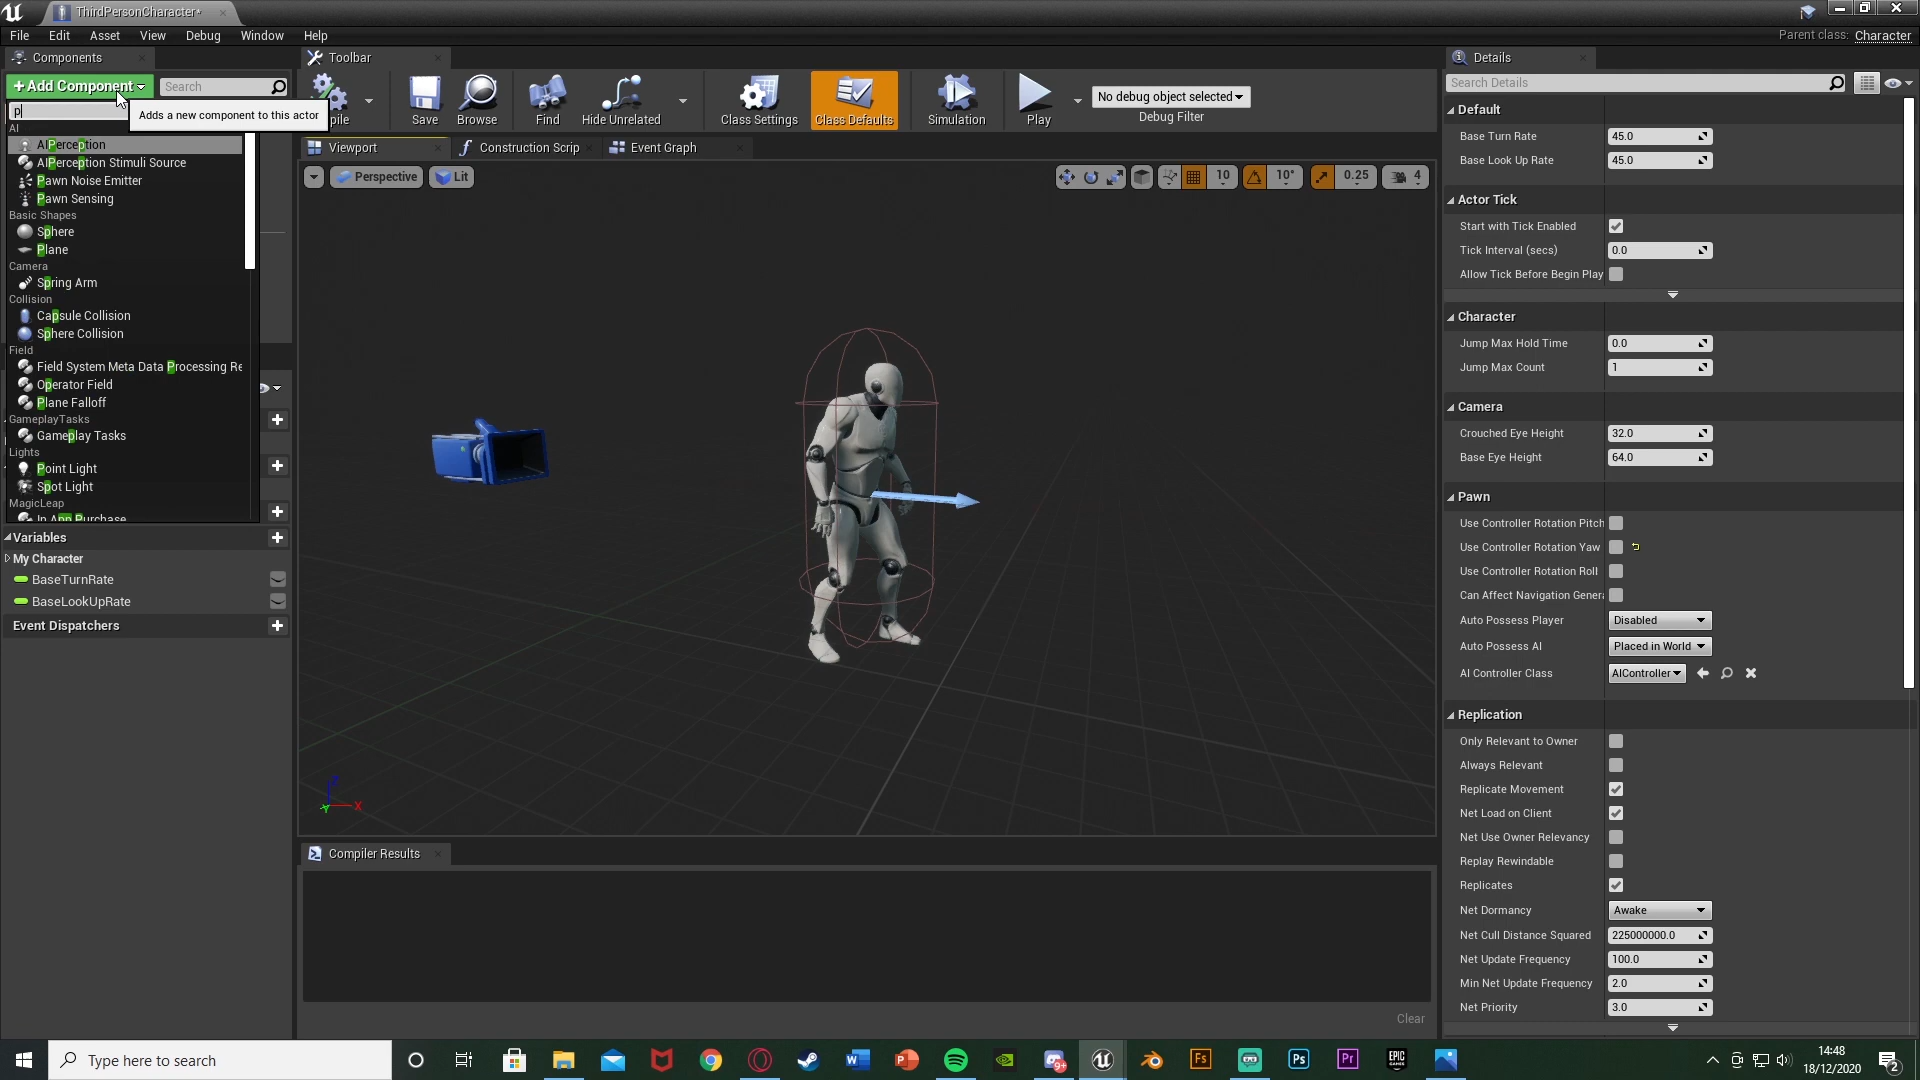 ThirdPersonCharacter*
File Edit Asset View Debug Window Help
Parent class: Character
Components
Toolbar
Details
+Add Component
Search
p
Adds a new component to this actor
pile
Save
Browse
Find
Hide Unrelated
Class Settings
Class Defaults
Simulation
Play
No debug object selected
Debug Filter
AI
AIPerception
AIPerception Stimuli Source
Pawn Noise Emitter
Pawn Sensing
Basic Shapes
Sphere
Plane
Camera
Spring Arm
Collision
Capsule Collision
Sphere Collision
Field
Field System Meta Data Processing Re
Operator Field
Plane Falloff
GameplayTasks
Gameplay Tasks
Lights
Point Light
Spot Light
MagicLeap
In App Purchase
Variables
My Character
BaseTurnRate
BaseLookUpRate
Event Dispatchers
Viewport
Construction Scrip
Event Graph
Perspective
Lit
10
10°
0.25
4
Z
X
Y
Compiler Results
Clear
Search Details
Default
Base Turn Rate 45.0
Base Look Up Rate 45.0
Actor Tick
Start with Tick Enabled
Tick Interval (secs) 0.0
Allow Tick Before Begin Play
Character
Jump Max Hold Time 0.0
Jump Max Count 1
Camera
Crouched Eye Height 32.0
Base Eye Height 64.0
Pawn
Use Controller Rotation Pitch
Use Controller Rotation Yaw
Use Controller Rotation Roll
Can Affect Navigation Genera
Auto Possess Player Disabled
Auto Possess AI Placed in World
AI Controller Class AIController
Replication
Only Relevant to Owner
Always Relevant
Replicate Movement
Net Load on Client
Net Use Owner Relevancy
Replay Rewindable
Replicates
Net Dormancy Awake
Net Cull Distance Squared 225000000.0
Net Update Frequency 100.0
Min Net Update Frequency 2.0
Net Priority 3.0
Type here to search
W
P
9+
Fs
Ps
Pr
EPIC
GAMES
14:48
18/12/2020
2